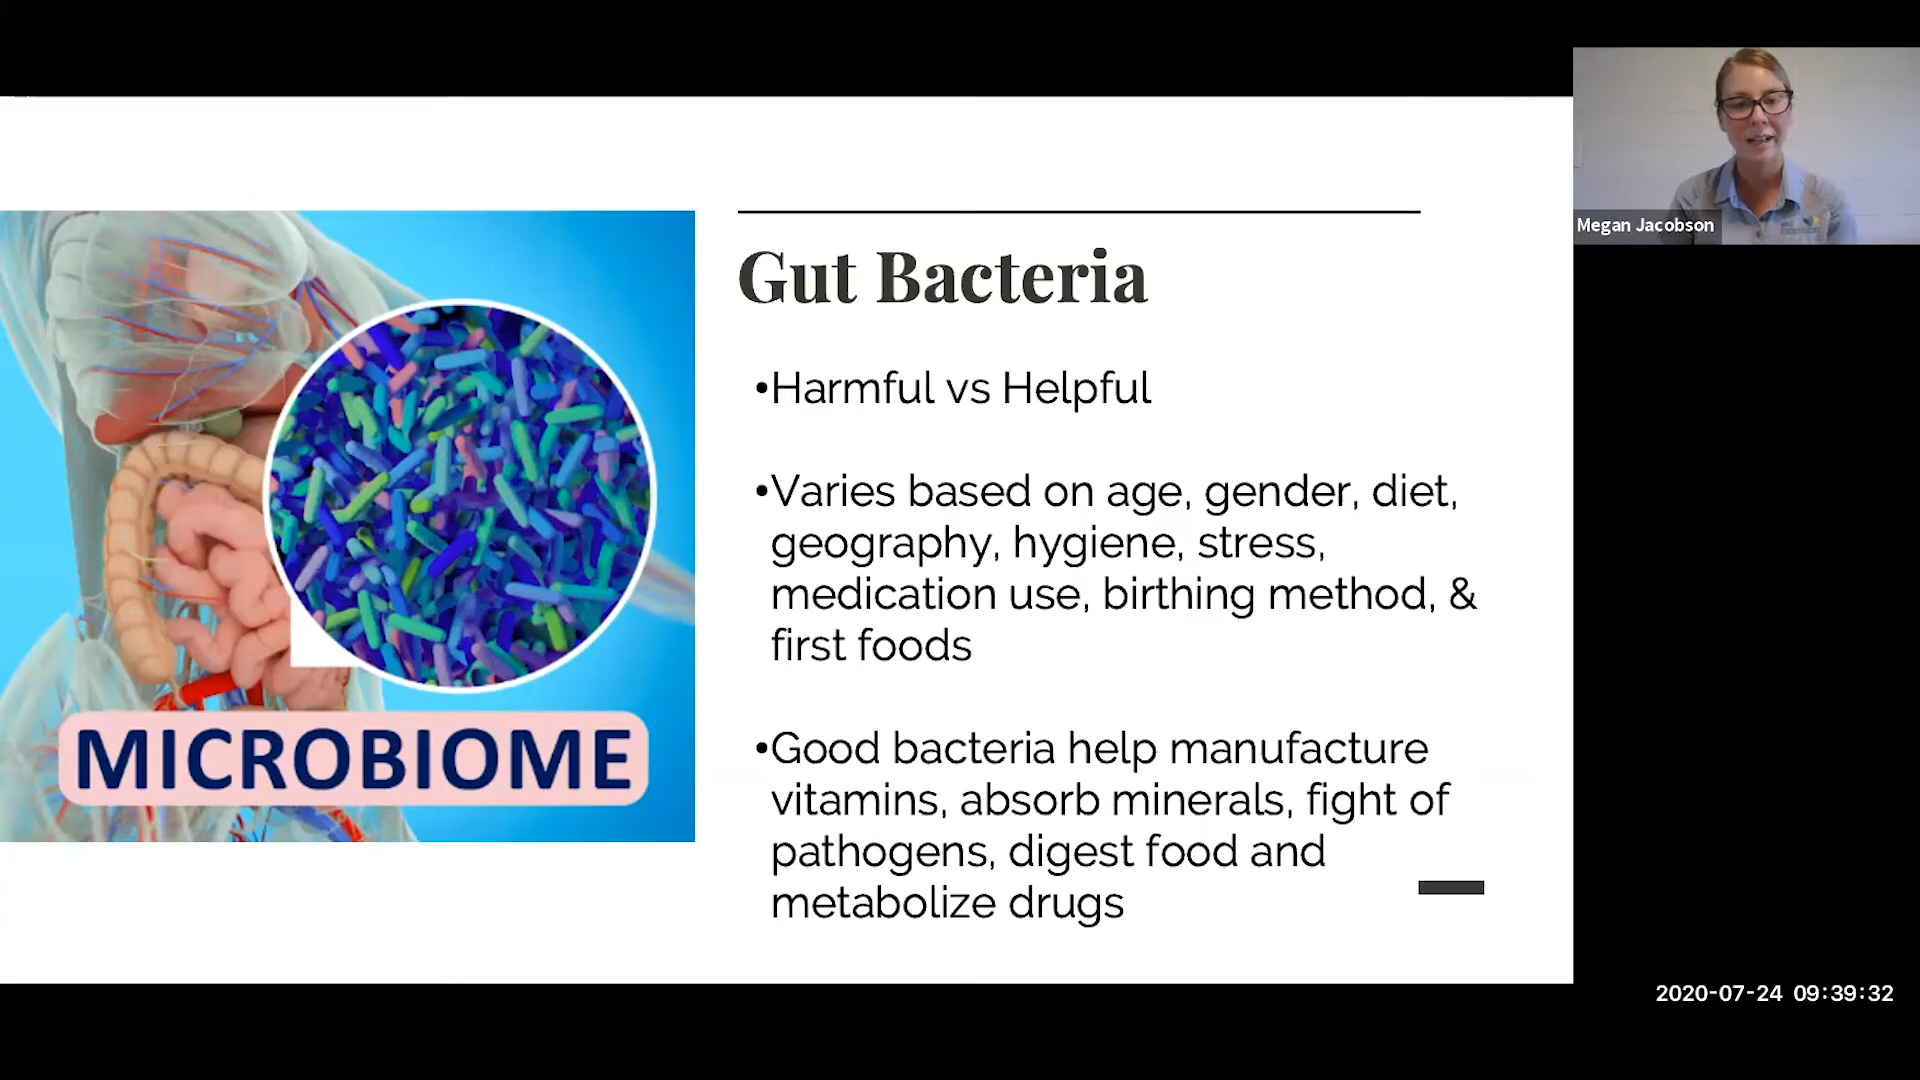 Megan Jacobson
Gut Bacteria
•Harmful vs Helpful
•Varies based on age, gender, diet,
geography, hygiene, stress,
medication use, birthing method, &
first foods
•Good bacteria help manufacture
vitamins, absorb minerals, fight of
pathogens, digest food and
metabolize drugs
MICROBIOME
2020-07-24 09:39:32